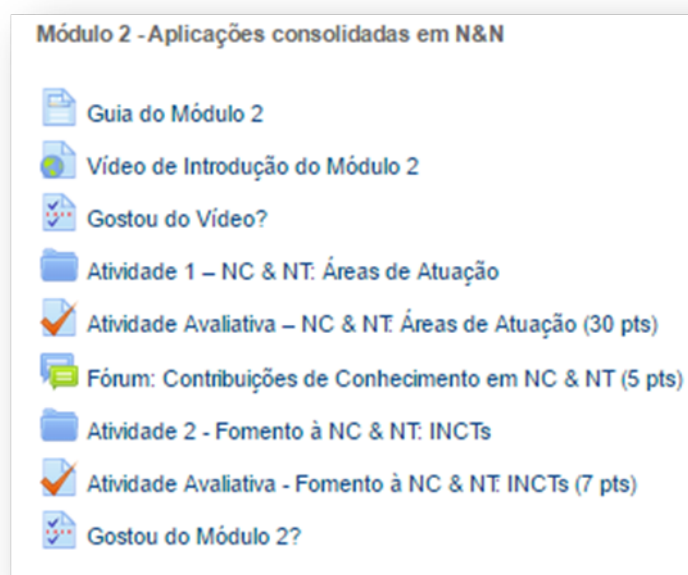 Módulo 2 - Aplicações consolidadas em N&N
Guia do Módulo 2
Vídeo de Introdução do Módulo 2
Gostou do Vídeo?
Atividade 1 – NC & NT: Áreas de Atuação
Atividade Avaliativa – NC & NT: Áreas de Atuação (30 pts)
Fórum: Contribuições de Conhecimento em NC & NT (5 pts)
Atividade 2 - Fomento à NC & NT: INCTs
Atividade Avaliativa - Fomento à NC & NT: INCTs (7 pts)
Gostou do Módulo 2?